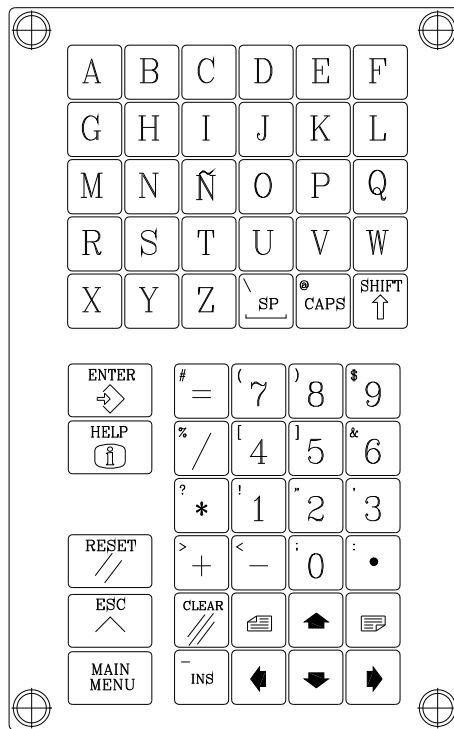 A B C D E F
G H I J K L
M N Ñ O P Q
R S T U V W
X Y Z \ SP @ CAPS SHIFT
ENTER # = ( 7 ) 8 $ 9
HELP i % / [ 4 ] 5 & 6
? * ! 1 " 2 ' 3
RESET > + < - ; 0 : •
ESC CLEAR
MAIN MENU _ INS